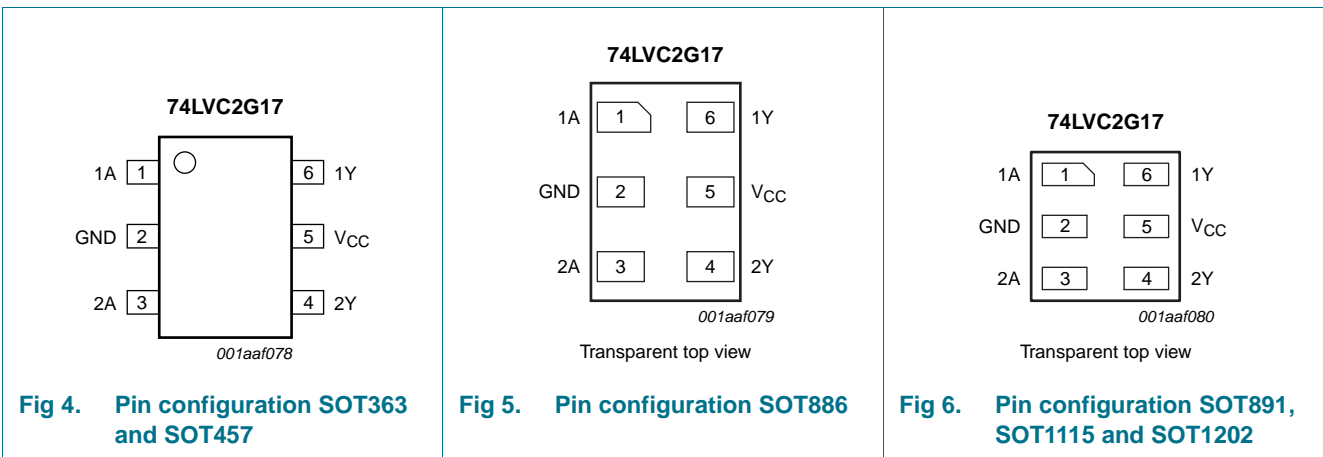 74LVC2G17
1A 1 6 1Y
GND 2 5 VCC
2A 3 4 2Y
001aaf078
Fig 4. Pin configuration SOT363
and SOT457
74LVC2G17
1A 1 6 1Y
GND 2 5 VCC
2A 3 4 2Y
001aaf079
Transparent top view
Fig 5. Pin configuration SOT886
74LVC2G17
1A 1 6 1Y
GND 2 5 VCC
2A 3 4 2Y
001aaf080
Transparent top view
Fig 6. Pin configuration SOT891,
SOT1115 and SOT1202